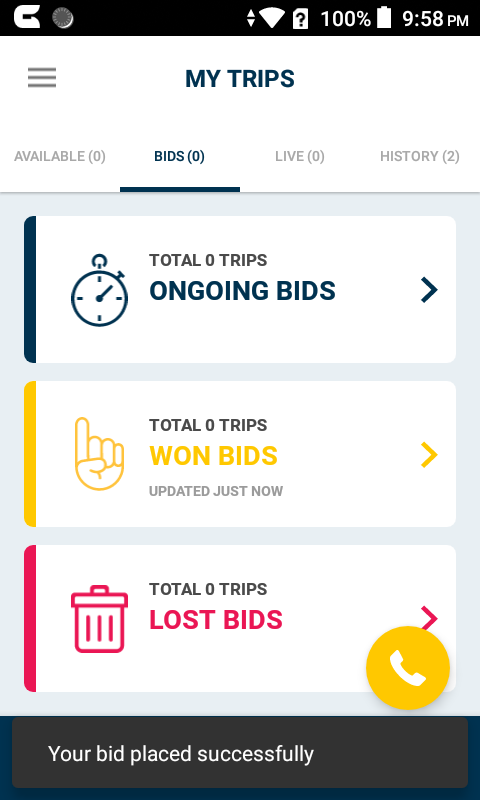 100% 9:58 PM
MY TRIPS
AVAILABLE (0) BIDS (0) LIVE (0) HISTORY (2)
TOTAL 0 TRIPS
ONGOING BIDS
TOTAL 0 TRIPS
WON BIDS
UPDATED JUST NOW
TOTAL 0 TRIPS
LOST BIDS
Your bid placed successfully